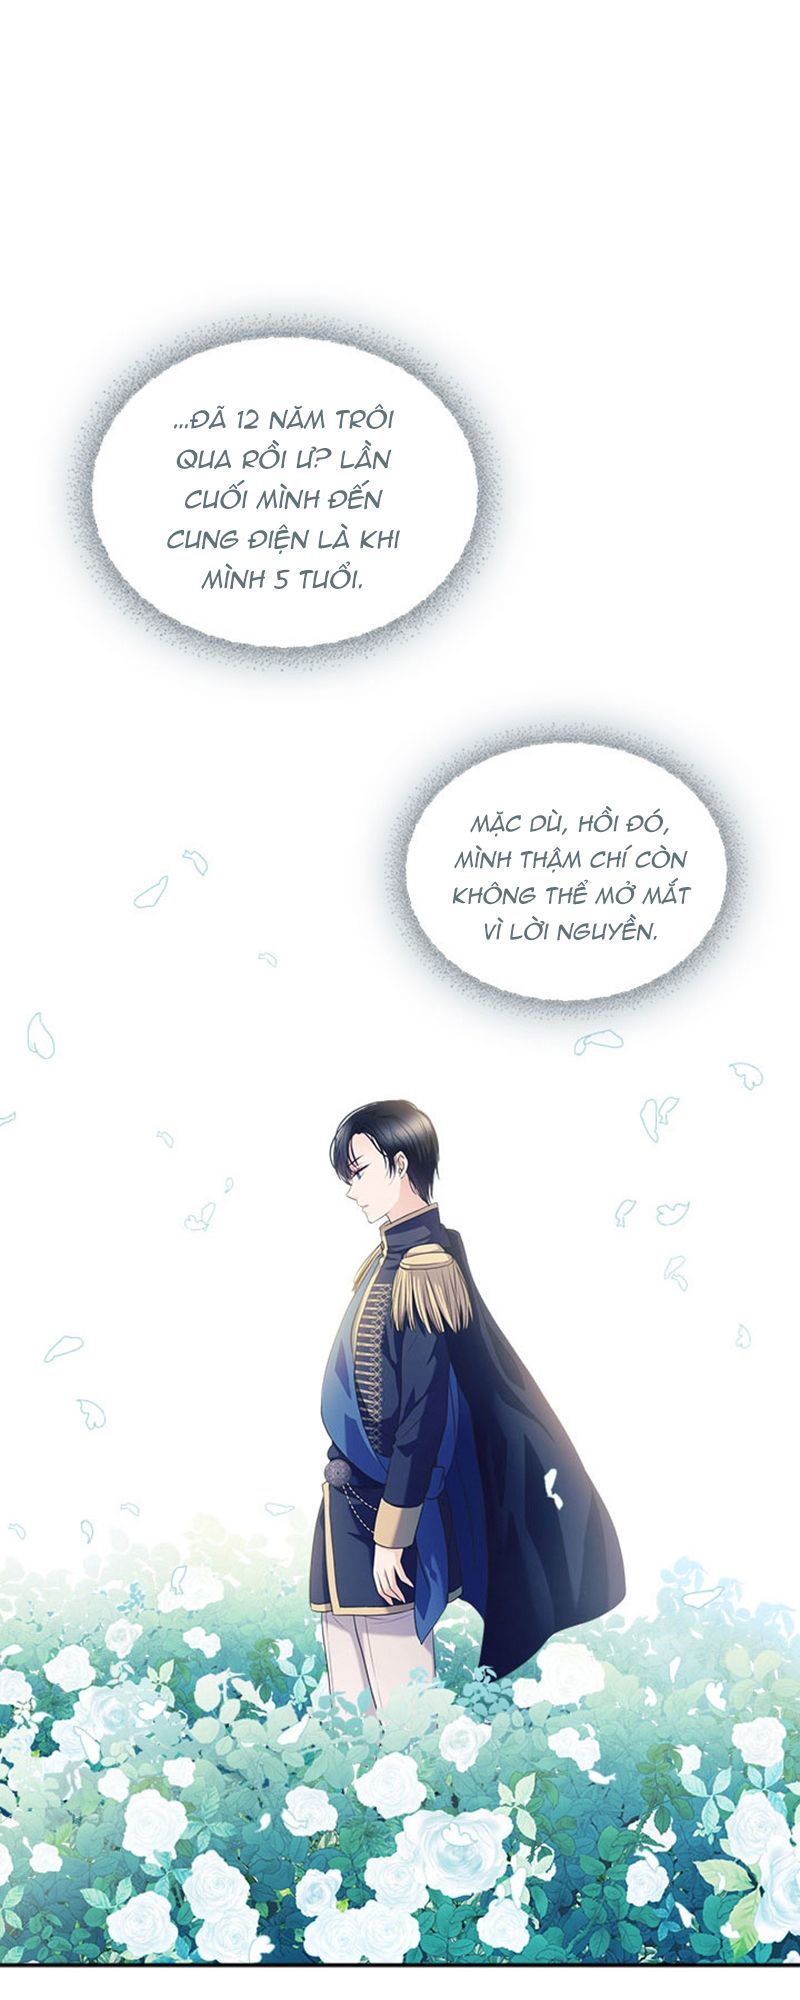 ...ĐÃ 12 NĂM TRÔI
QUA RỒI Ư? LẦN
CUỐI MÌNH ĐẾN
CUNG ĐIỆN LÀ KHI
MÌNH 5 TUỔI.
MẶC DÙ, HỒI ĐÓ,
MÌNH THẬM CHÍ CÒN
KHÔNG THỂ MỞ MẮT
VÌ LỜI NGUYỀN.